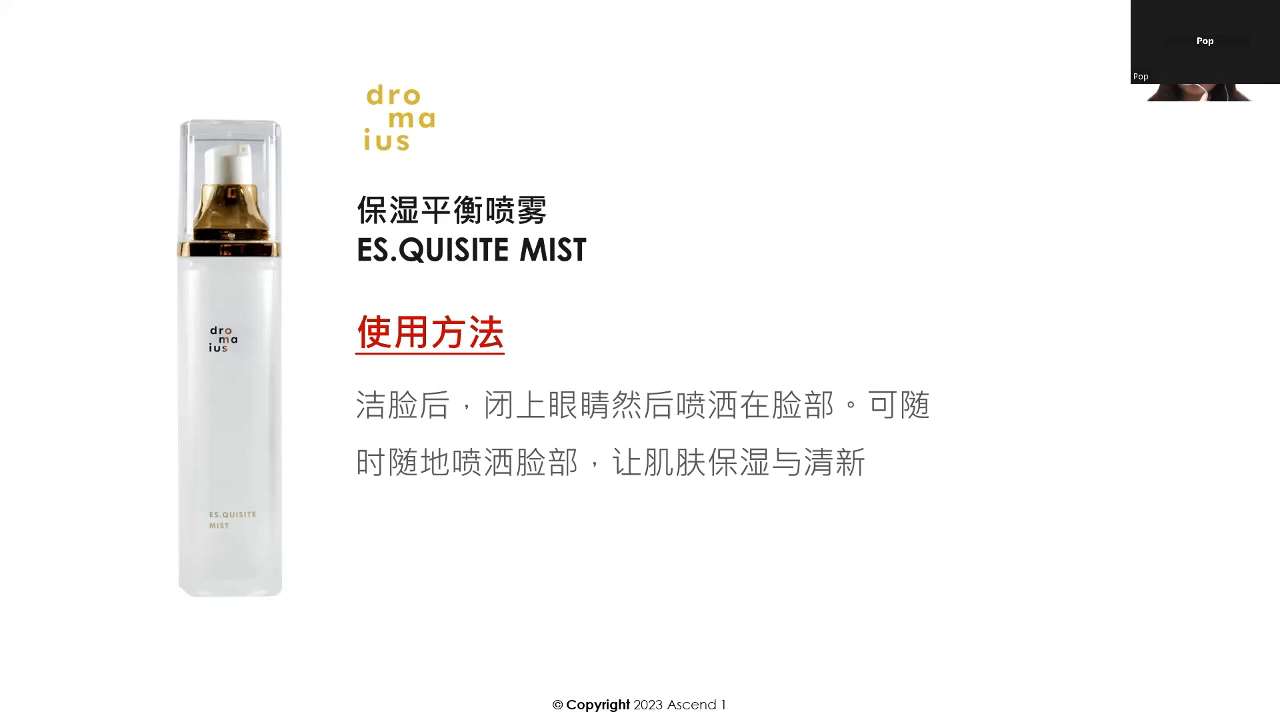 Pop
Pop
dro
ma
ius
保湿平衡喷雾
ES.QUISITE MIST
使用方法
洁脸后，闭上眼睛然后喷洒在脸部。可随
时随地喷洒脸部，让肌肤保湿与清新
dro
ma
ius
ES.QUISITE
MIST
© Copyright 2023 Ascend 1